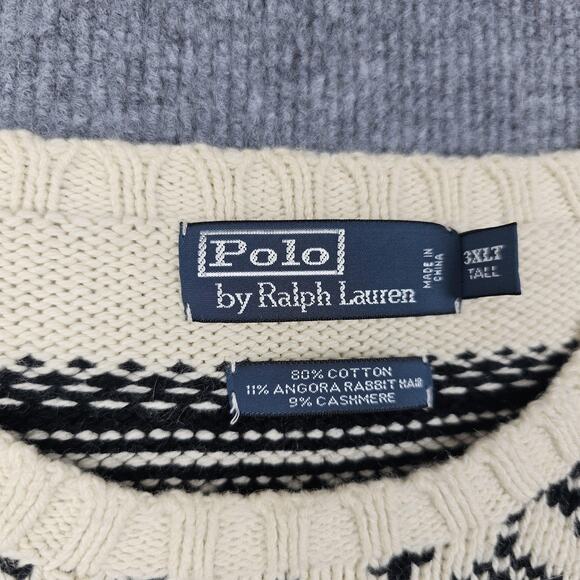 Polo
by Ralph Lauren
MADE IN
CHINA
3XLT
TALL
80% COTTON
11% ANGORA RABBIT HAIR
9% CASHMERE